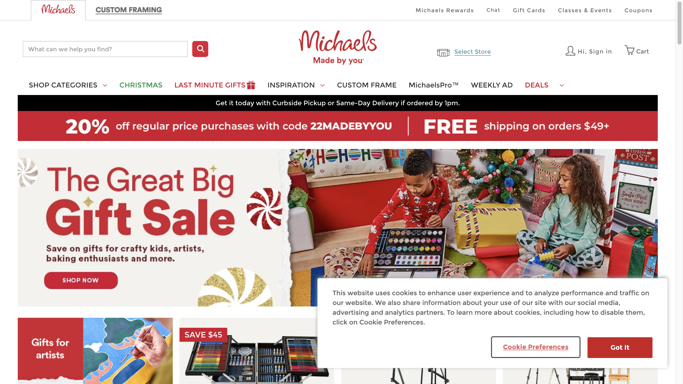 Michaels
CUSTOM FRAMING
Michaels Rewards
Chat
Gift Cards
Classes & Events
Coupons
What can we help you find?
Michaels
Made by you
Select Store
Hi, Sign in
Cart
SHOP CATEGORIES
CHRISTMAS
LAST MINUTE GIFTS
INSPIRATION
CUSTOM FRAME
MichaelsPro™
WEEKLY AD
DEALS
Get it today with Curbside Pickup or Same-Day Delivery if ordered by 1pm.
20% off regular price purchases with code 22MADEBYYOU
FREE shipping on orders $49+
The Great Big
Gift Sale
Save on gifts for crafty kids, artists,
baking enthusiasts and more.
SHOP NOW
HO
HO
POST
This website uses cookies to enhance user experience and to analyze performance and traffic on
our website. We also share information about your use of our site with our social media,
advertising and analytics partners. To learn more about cookies, including how to disable them,
click on Cookie Preferences.
Cookie Preferences
Got It
Gifts for
artists
SAVE $45